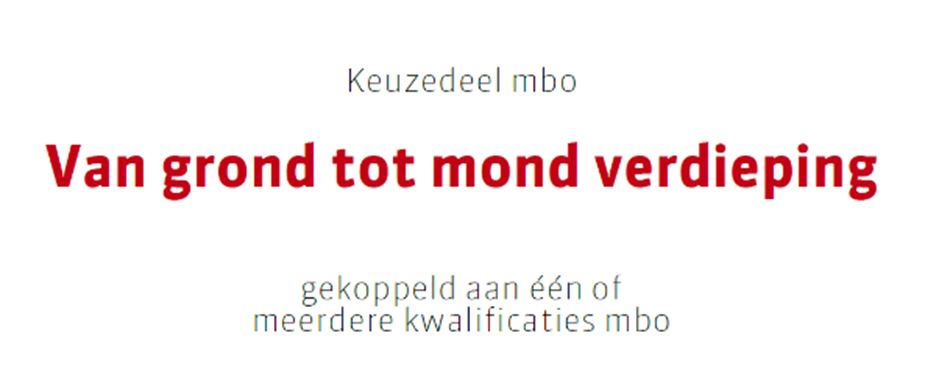 Keuzedeel mbo
Van grond tot mond verdieping
gekoppeld aan één of
meerdere kwalificaties mbo